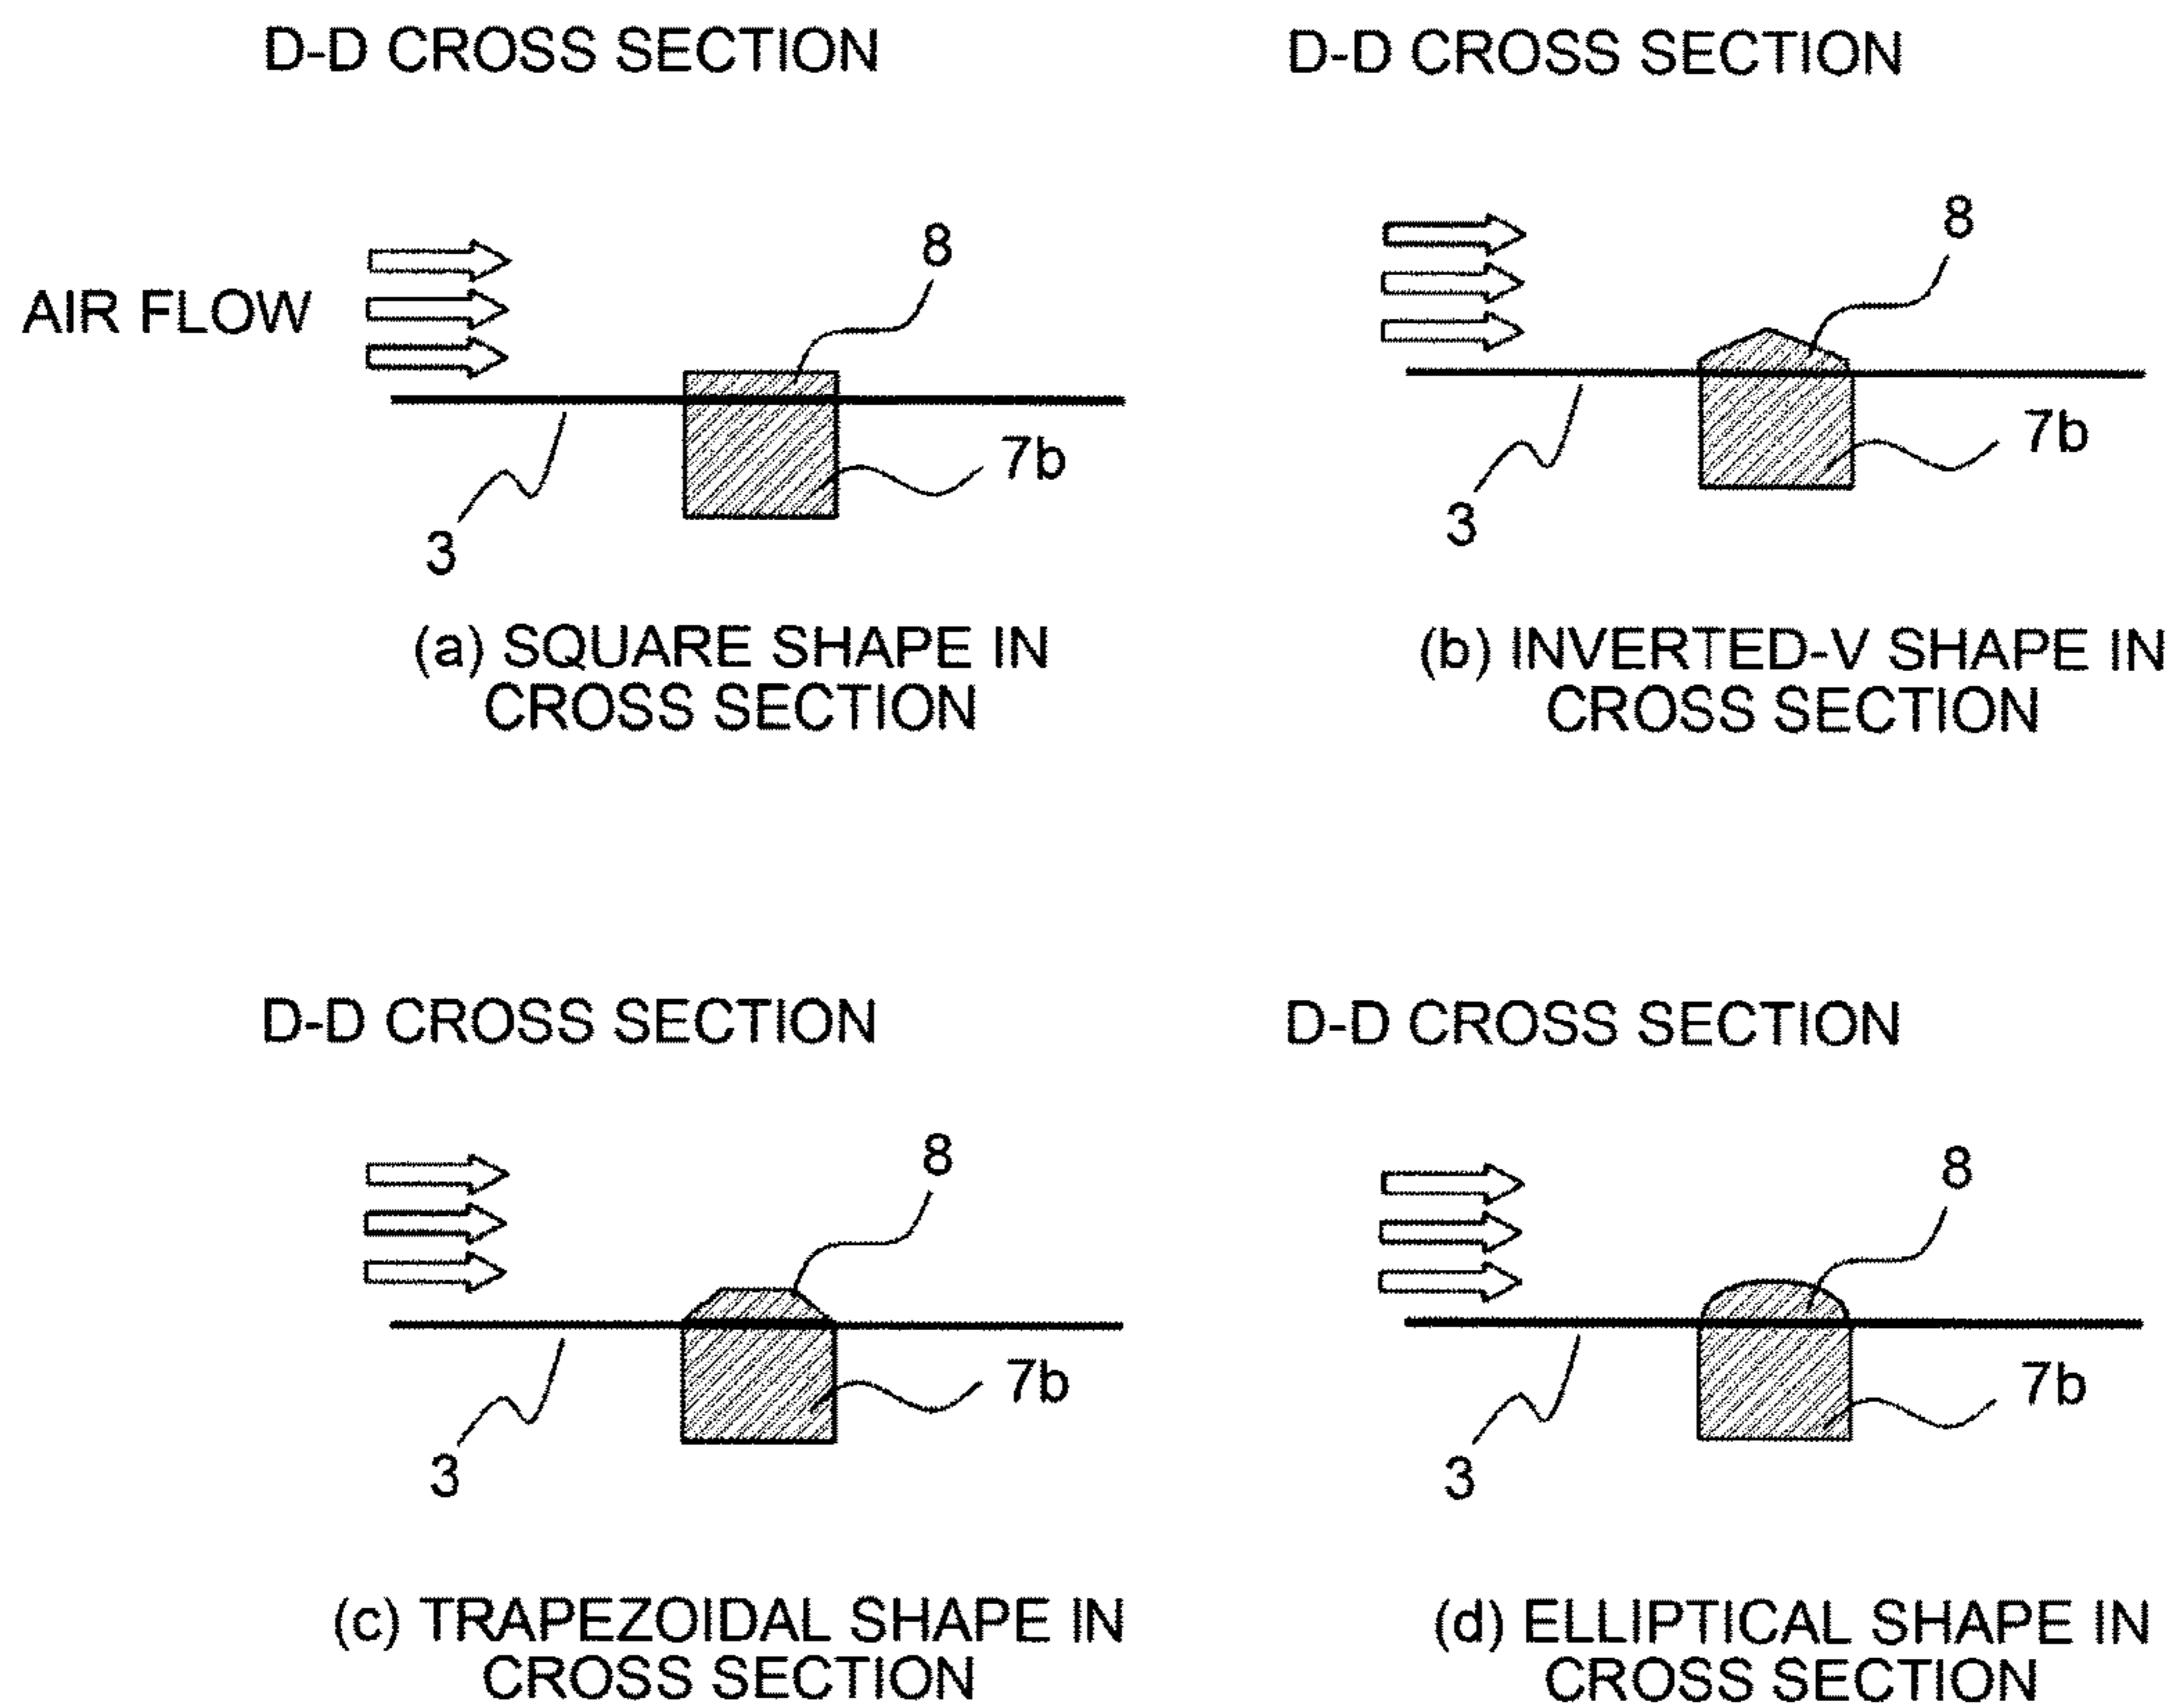 D-D CROSS SECTION
AIR FLOW
8
7b
3
(a) SQUARE SHAPE IN
CROSS SECTION
D-D CROSS SECTION
8
7b
3
(b) INVERTED-V SHAPE IN
CROSS SECTION
D-D CROSS SECTION
8
7b
3
(c) TRAPEZOIDAL SHAPE IN
CROSS SECTION
D-D CROSS SECTION
8
7b
3
(d) ELLIPTICAL SHAPE IN
CROSS SECTION